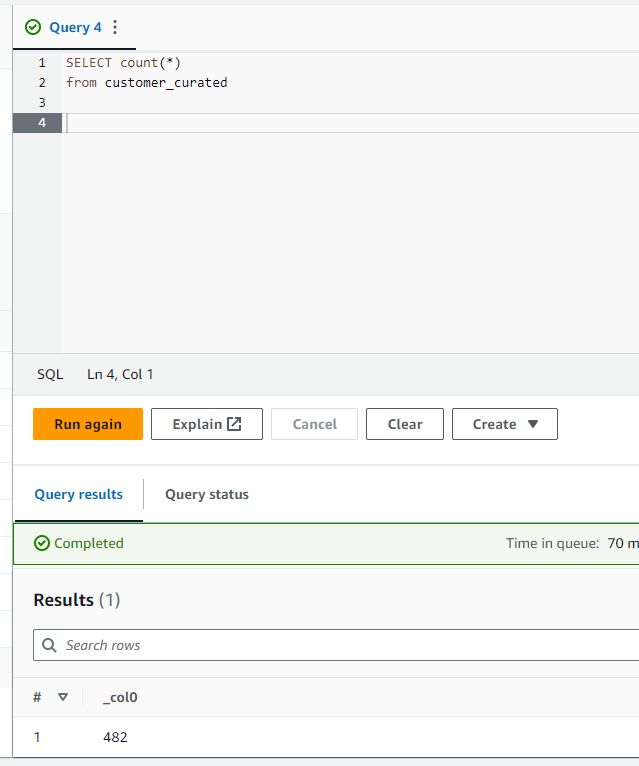 Query 4
1 SELECT count(*)
2 from customer_curated
3
4
SQL Ln 4, Col 1
Run again Explain Cancel Clear Create
Query results Query status
Completed Time in queue: 70 m
Results (1)
Search rows
# _col0
1 482